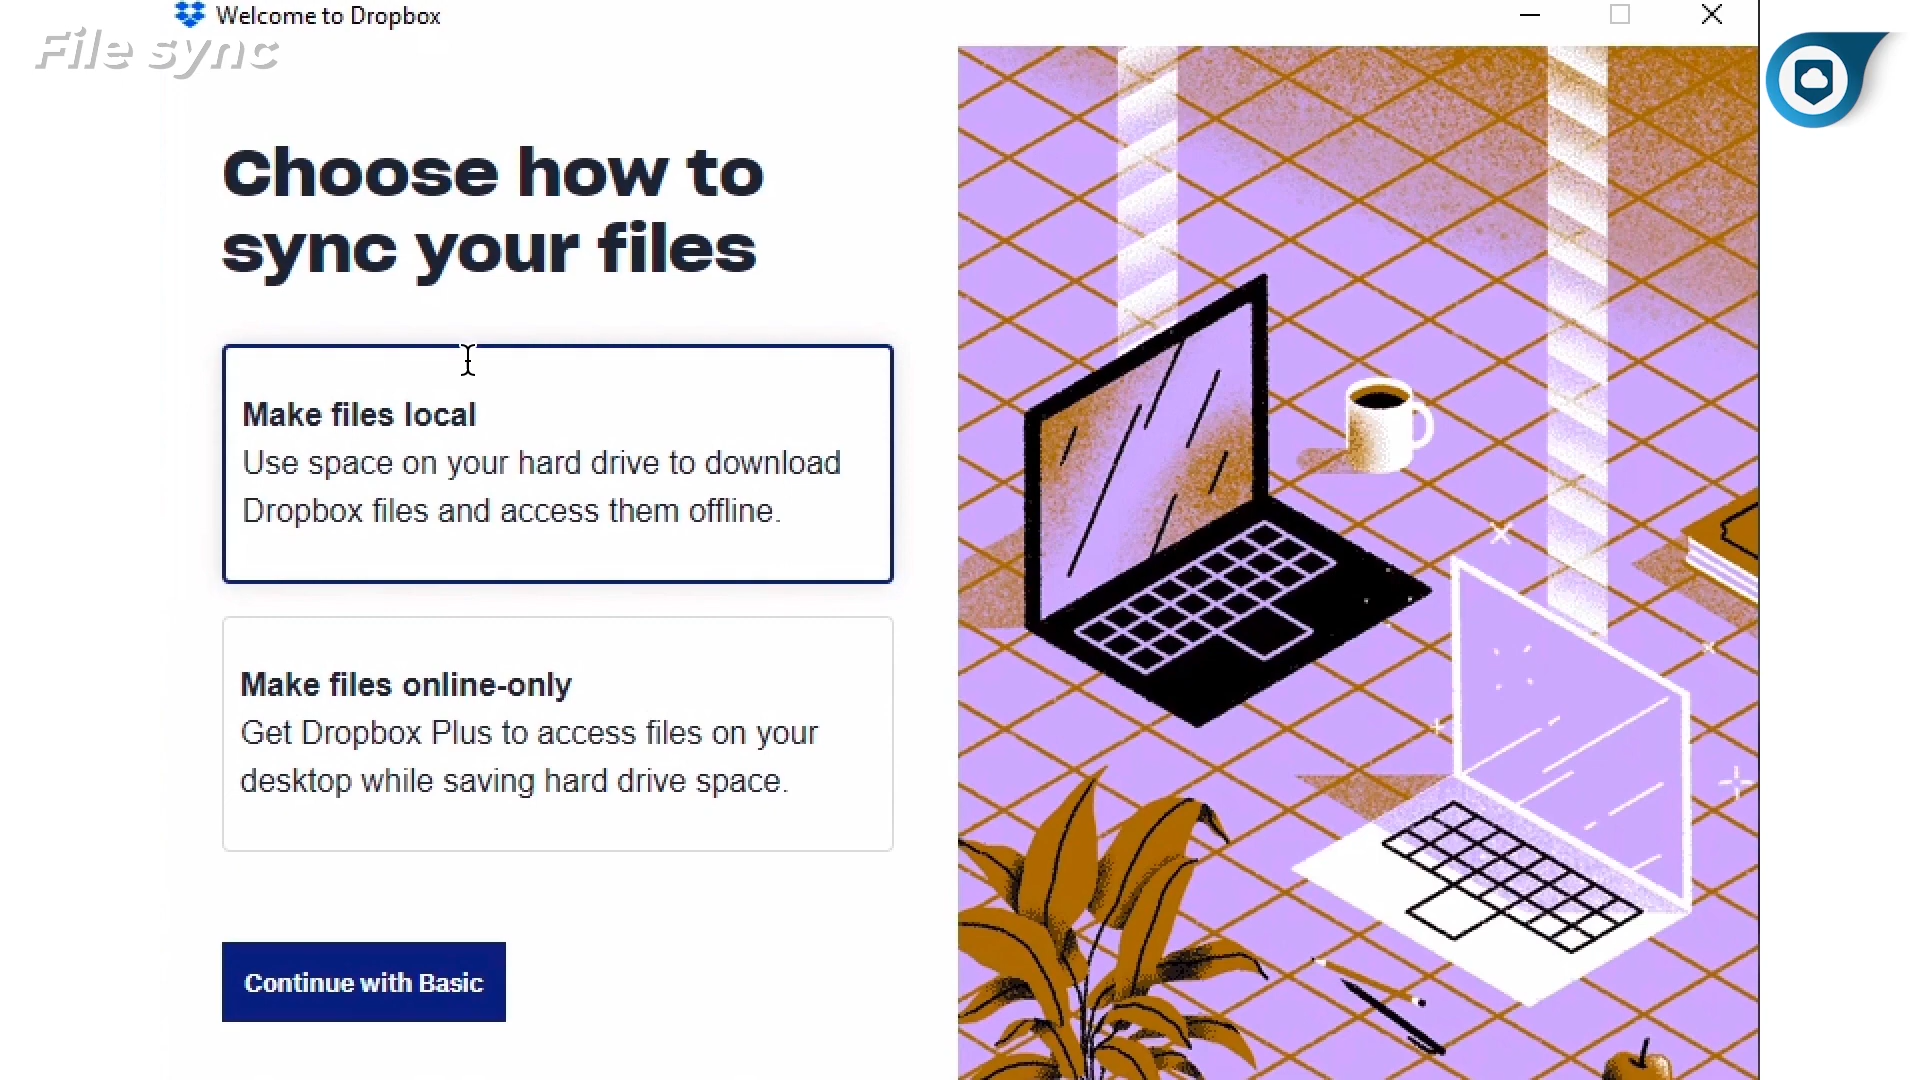 Welcome to Dropbox
File sync
Choose how to
sync your files
Make files local
Use space on your hard drive to download
Dropbox files and access them offline.
Make files online-only
Get Dropbox Plus to access files on your
desktop while saving hard drive space.
Continue with Basic